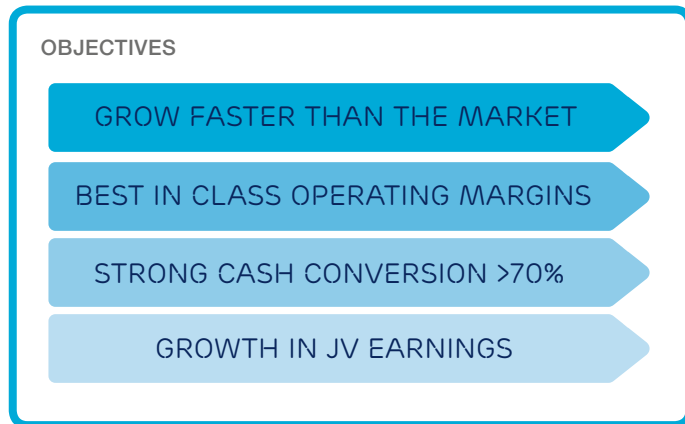 OBJECTIVES
GROW FASTER THAN THE MARKET
BEST IN CLASS OPERATING MARGINS
STRONG CASH CONVERSION >70%
GROWTH IN JV EARNINGS